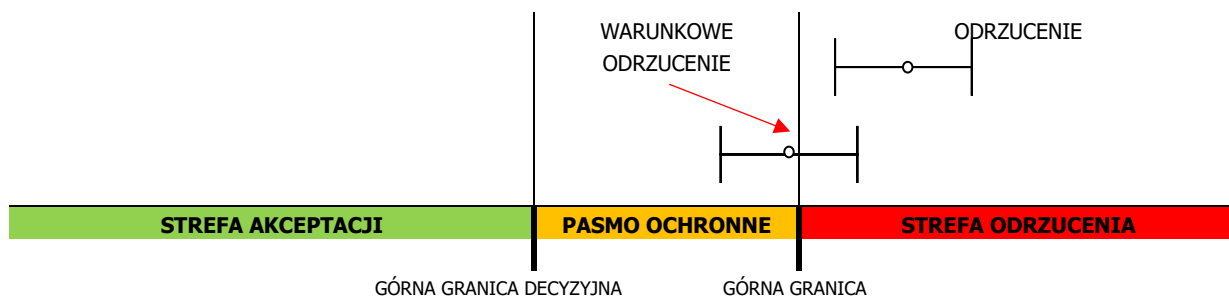 WARUNKOWE
ODRZUCENIE
ODRZUCENIE
STREFA AKCEPTACJI
PASMO OCHRONNE
STREFA ODRZUCENIA
GÓRNA GRANICA DECYZYJNA
GÓRNA GRANICA